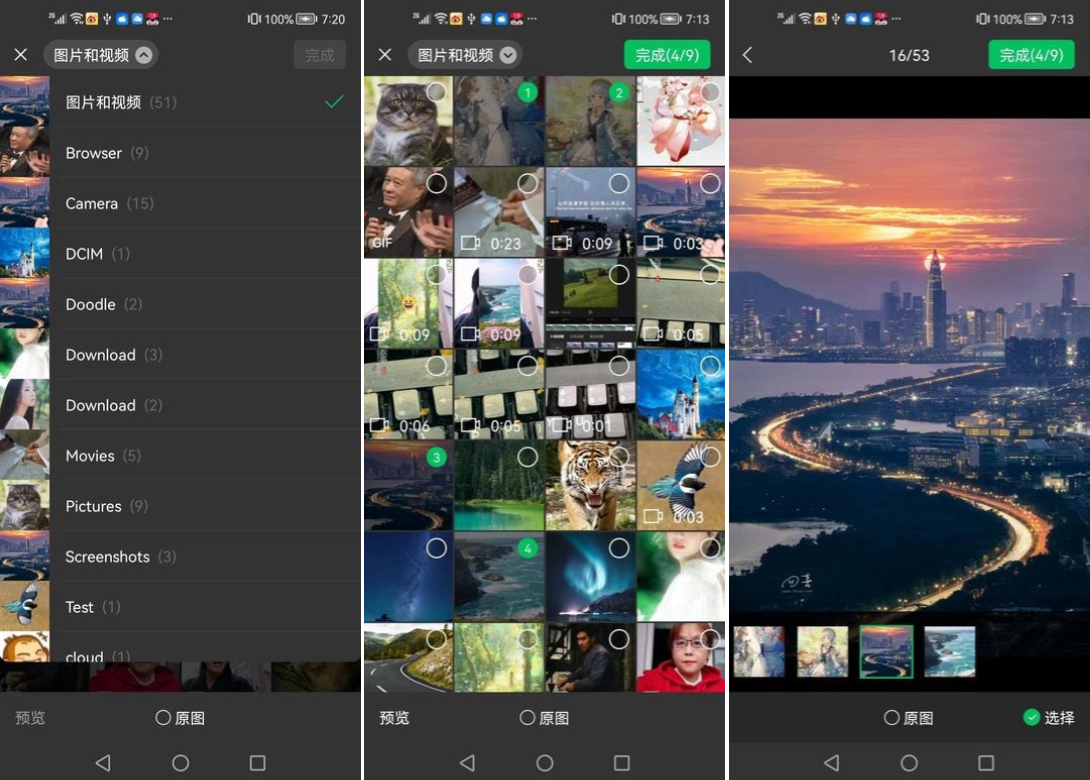 100% 7:20
图片和视频
完成
图片和视频 (51)
Browser (9)
Camera (15)
DCIM (1)
Doodle (2)
Download (3)
Download (2)
Movies (5)
Pictures (9)
Screenshots (3)
Test (1)
cloud (1)
预览
原图
100% 7:13
图片和视频
完成(4/9)
1
2
GIF
0:23
0:09
0:03
0:09
0:09
0:05
0:06
0:05
0:01
3
0:03
4
预览
原图
100% 7:13
16/53
完成(4/9)
原图
选择